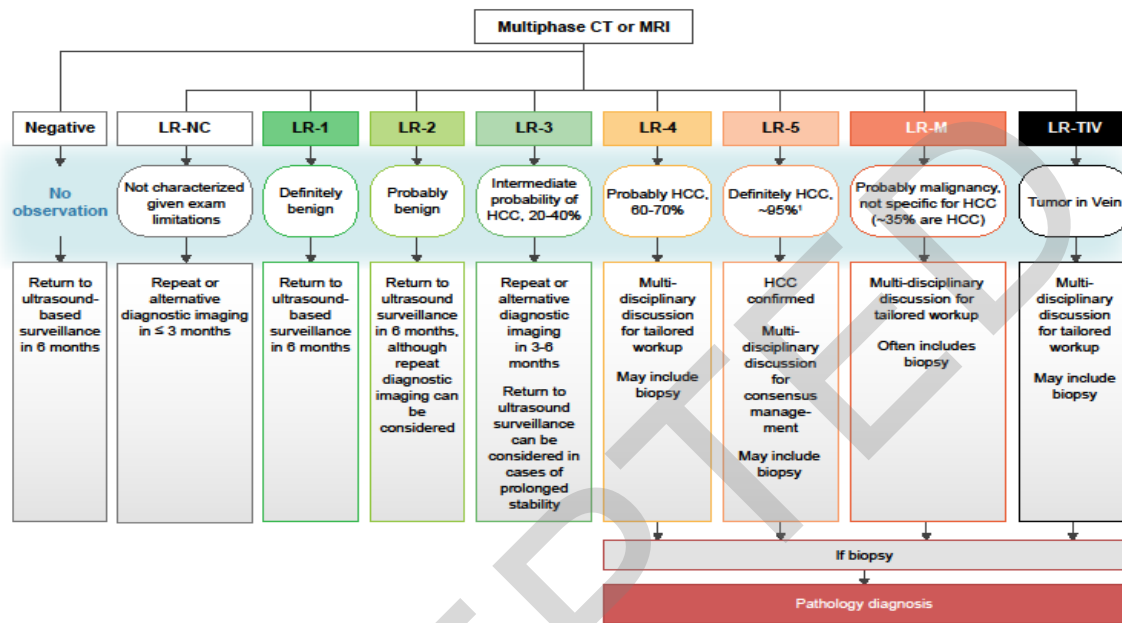 Multiphase CT or MRI
Negative
LR-NC
LR-1
LR-2
LR-3
LR-4
LR-5
LR-M
LR-TIV
No
observation
Not characterized
given exam
limitations
Definitely
benign
Probably
benign
Intermediate
probability of
HCC, 20-40%
Probably HCC,
60-70%
Definitely HCC,
~95%¹
Probably malignancy,
not specific for HCC
(~35% are HCC)
Tumor in Vein
Return to
ultrasound-
based
surveillance
in 6 months
Repeat or
alternative
diagnostic imaging
in ≤ 3 months
Return to
ultrasound-
based
surveillance
in 6 months
Return to
ultrasound
surveillance
in 6 months,
although
repeat
diagnostic
imaging can
be
considered
Repeat or
alternative
diagnostic
imaging
in 3-6
months
Return to
ultrasound
surveillance
can be
considered in
cases of
prolonged
stability
Multi-
disciplinary
discussion
for tailored
workup
May include
biopsy
HCC
confirmed
Multi-
disciplinary
discussion
for
consensus
manage-
ment
May include
biopsy
Multi-disciplinary
discussion for
tailored workup
Often includes
biopsy
Multi-
disciplinary
discussion
for tailored
workup
May include
biopsy
If biopsy
Pathology diagnosis
EPTED